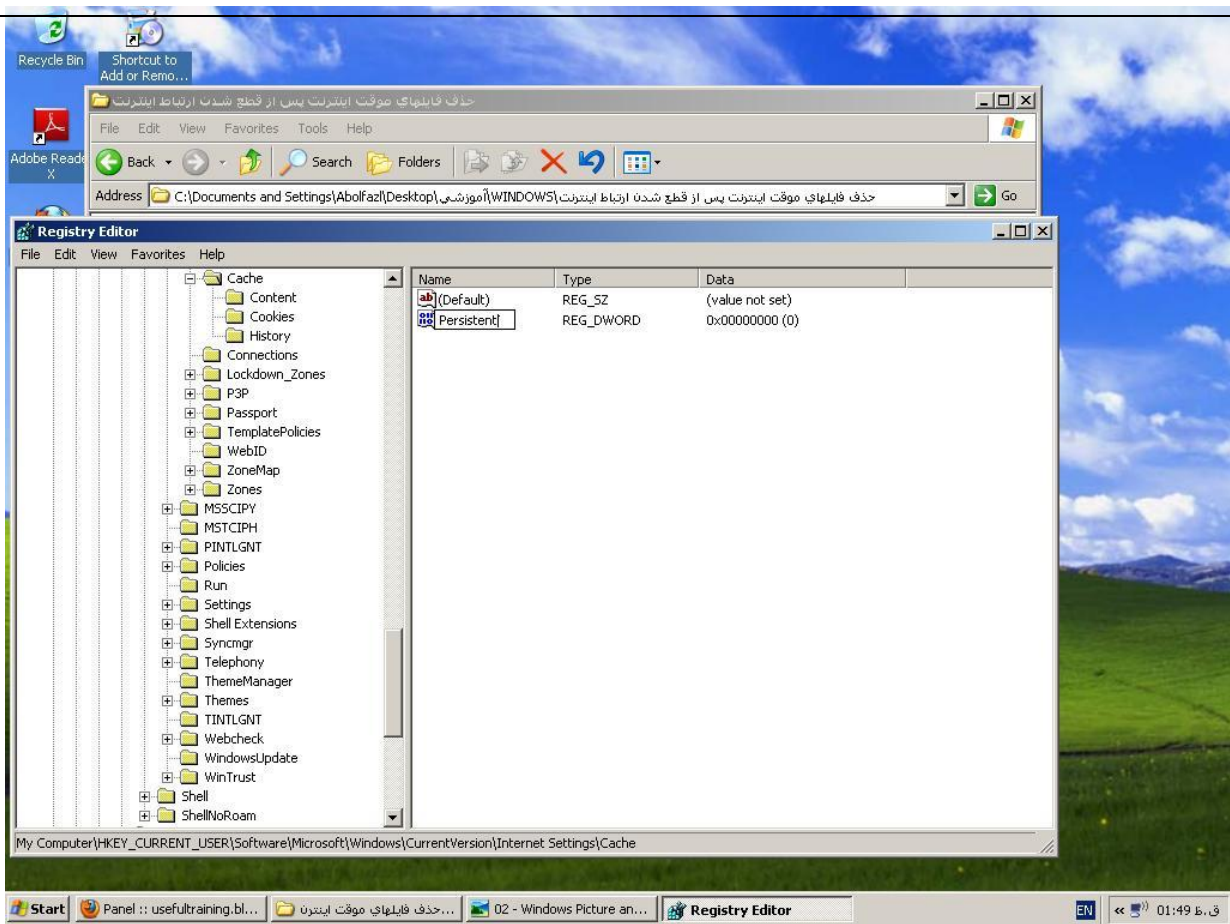 Recycle Bin
Shortcut to
Add or Remo...
Adobe Reade
X
حذف فايلهاي موقت اينترنت پس از قطع شدن ارتباط اينترنت
File Edit View Favorites Tools Help
Back Search Folders
Address C:\Documents and Settings\Abolfazl\Desktop\آموزشي\WINDOWS\حذف فايلهاي موقت اينترنت پس از قطع شدن ارتباط اينترنت Go
Registry Editor
File Edit View Favorites Help
Name Type Data
(Default) REG_SZ (value not set)
Persistent REG_DWORD 0x00000000 (0)
Cache
Content
Cookies
History
Connections
Lockdown_Zones
P3P
Passport
TemplatePolicies
WebID
ZoneMap
Zones
MSSCIPY
MSTCIPH
PINTLGNT
Policies
Run
Settings
Shell Extensions
Syncmgr
Telephony
ThemeManager
Themes
TINTLGNT
Webcheck
WindowsUpdate
WinTrust
Shell
ShellNoRoam
My Computer\HKEY_CURRENT_USER\Software\Microsoft\Windows\CurrentVersion\Internet Settings\Cache
Start Panel :: usefultraining.bl... حذف فايلهاي موقت اينترن... 02 - Windows Picture an... Registry Editor EN « 01:49 ق.ظ